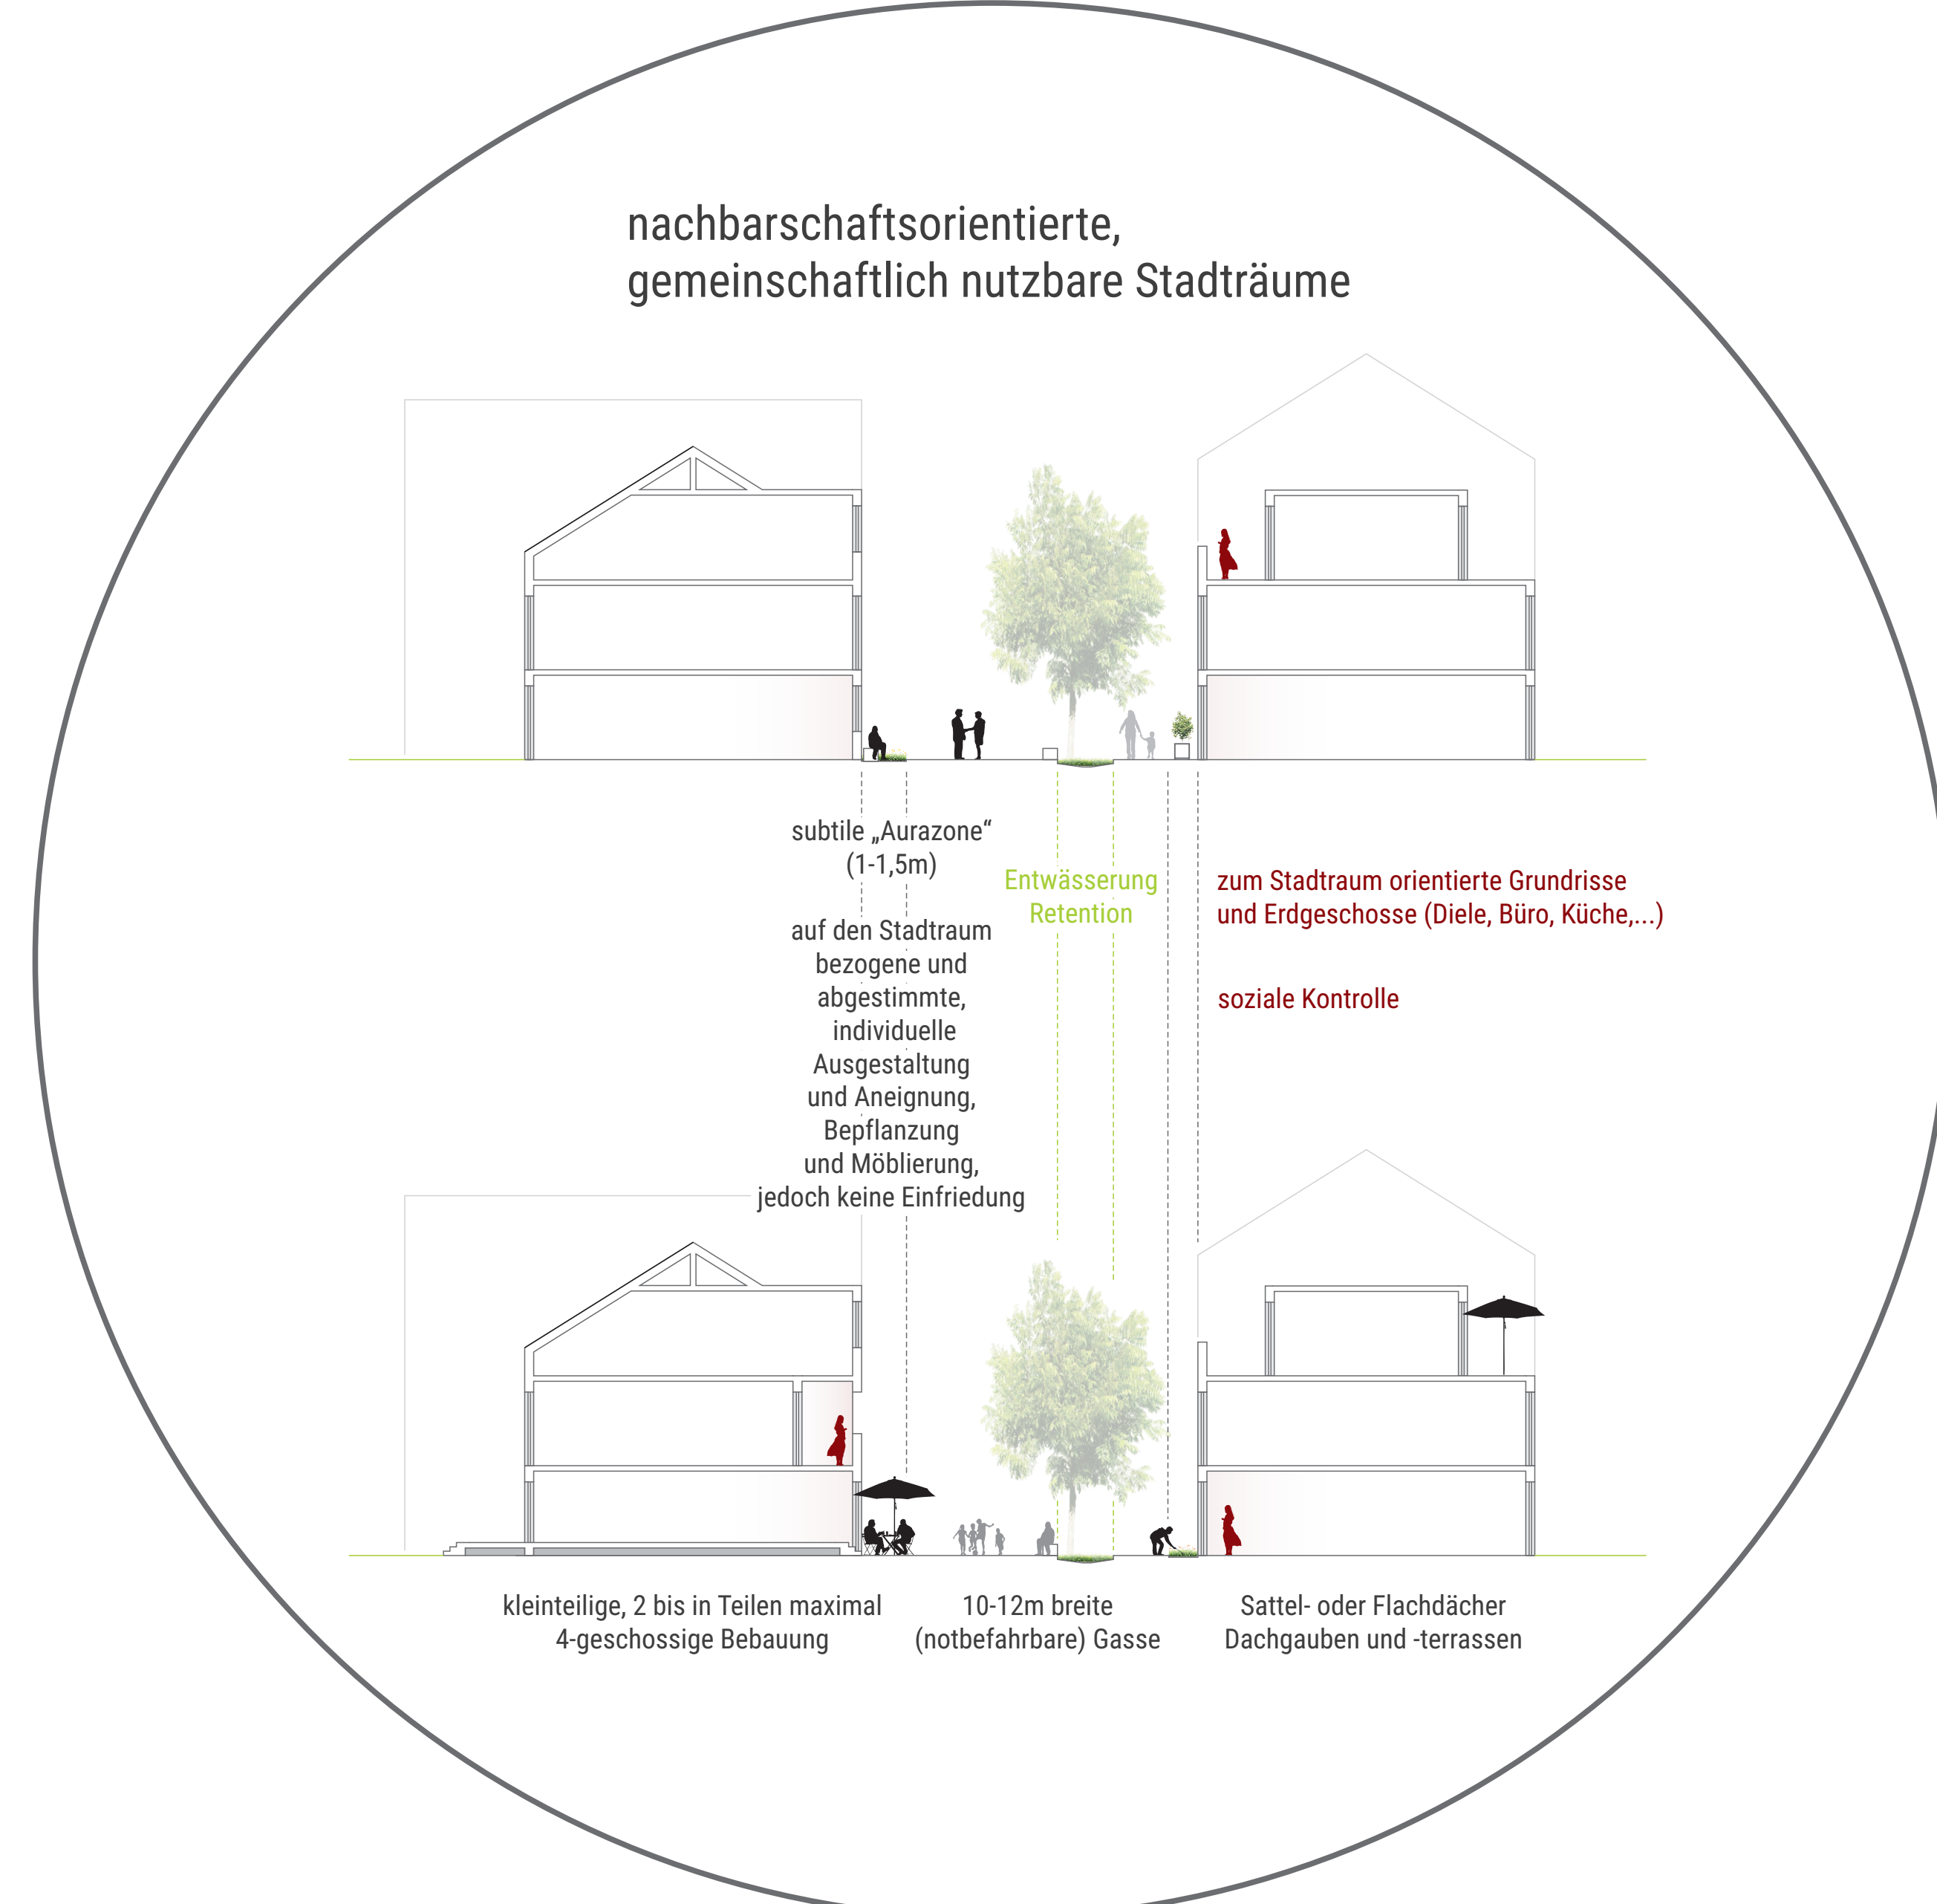 nachbarschaftsorientierte,
gemeinschaftlich nutzbare Stadträume
subtile „Aurazone“
(1-1,5m)
auf den Stadtraum
bezogene und
abgestimmte,
individuelle
Ausgestaltung
und Aneignung,
Bepflanzung
und Möblierung,
jedoch keine Einfriedung
Entwässerung
Retention
zum Stadtraum orientierte Grundrisse
und Erdgeschosse (Diele, Büro, Küche,...)
soziale Kontrolle
kleinteilige, 2 bis in Teilen maximal
4-geschossige Bebauung
10-12m breite
(notbefahrbare) Gasse
Sattel- oder Flachdächer
Dachgauben und -terrassen